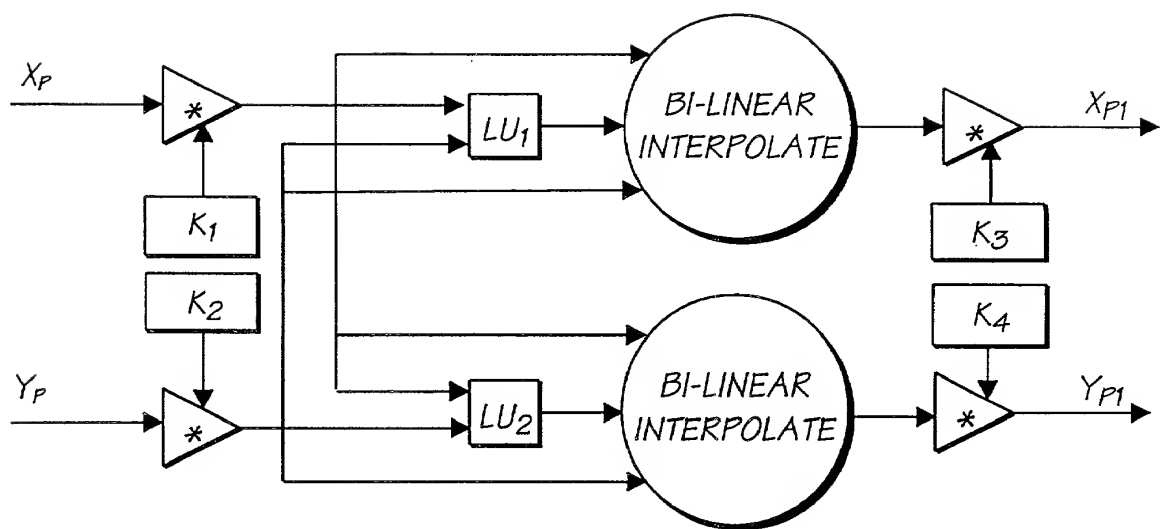 X_P
*
LU_1
BI-LINEAR
INTERPOLATE
*
X_P1
K_1
K_3
K_2
K_4
Y_P
*
LU_2
BI-LINEAR
INTERPOLATE
*
Y_P1